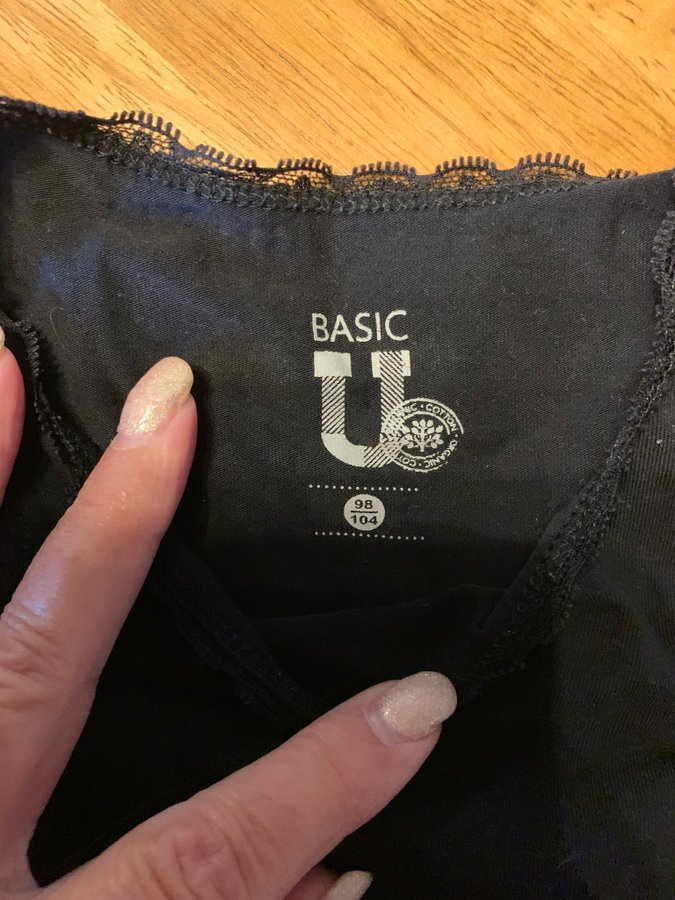 BASIC
U
ORGANIC • COTTON • ORGANIC • COTTON
98
104